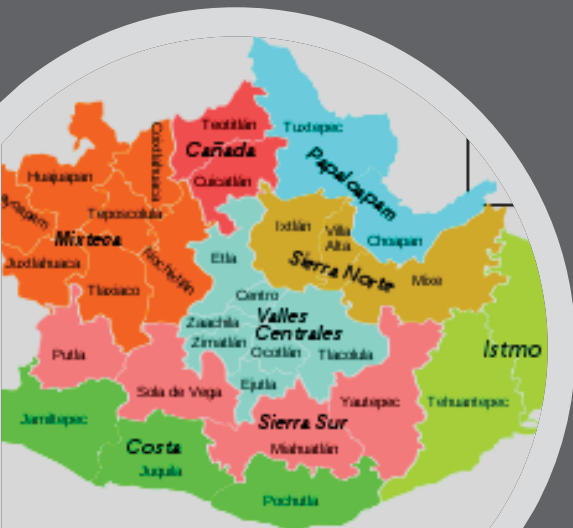 Teotitlán
Cañada
Cuicatlán
Tuxtepec
Papaloapam
Choapan
Coixtlahuaca
Huajuapan
Teposcolula
Mixteca
Juxtlahuaca
Nochixtlán
Tlaxiaco
Ixtlán
Villa
Alta
Sierra Norte
Mixe
Etla
Centro
Valles
Centrales
Zaachila
Zimatlán
Ocotlán
Tlacolula
Ejutla
Istmo
Tehuantepec
Putla
Sola de Vega
Yautepec
Sierra Sur
Miahuatlán
Jamiltepec
Costa
Juquila
Pochutla